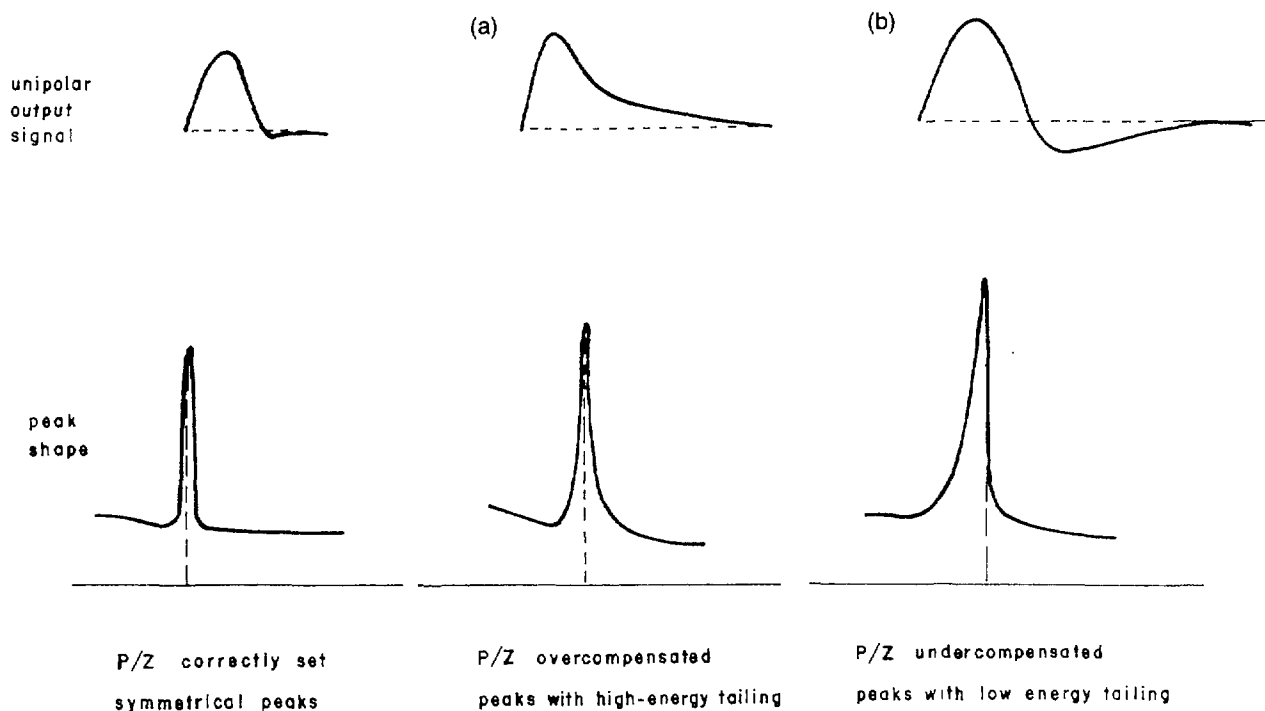 (a)
(b)
unipolar
output
signal
peak
shape
P/Z correctly set
symmetrical peaks
P/Z overcompensated
peaks with high-energy tailing
P/Z undercompensated
peaks with low energy tailing